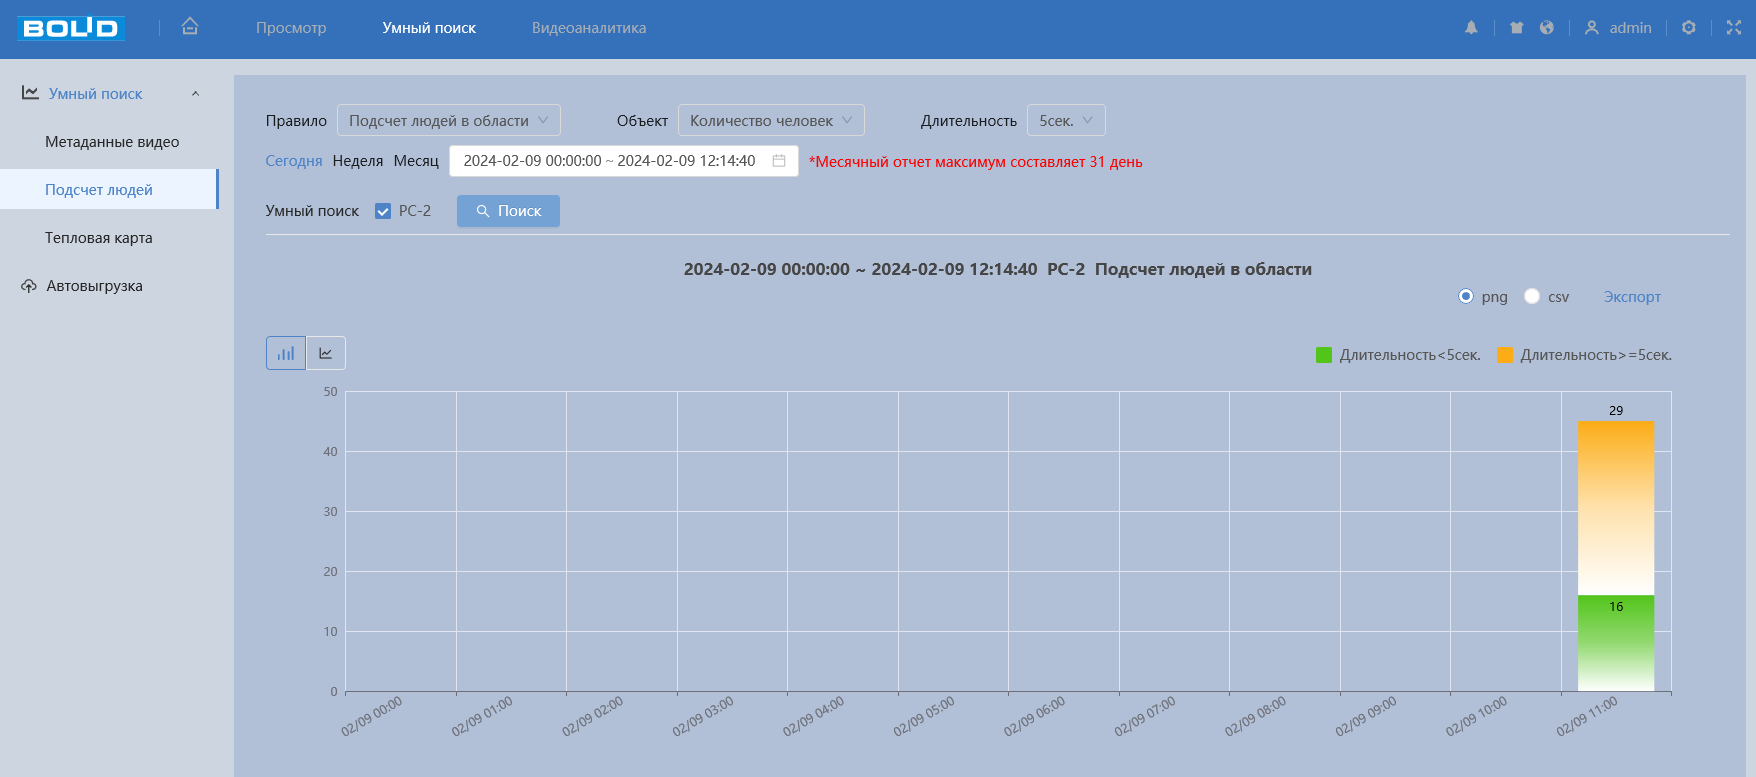 BOLID Просмотр Умный поиск Видеоаналитика admin
Умный поиск
Метаданные видео
Подсчет людей
Тепловая карта
Автовыгрузка
Правило Подсчет людей в области Объект Количество человек Длительность 5сек.
Сегодня Неделя Месяц 2024-02-09 00:00:00 ~ 2024-02-09 12:14:40 *Месячный отчет максимум составляет 31 день
Умный поиск PC-2 Поиск
2024-02-09 00:00:00 ~ 2024-02-09 12:14:40 PC-2 Подсчет людей в области
png csv Экспорт
Длительность<5сек. Длительность>=5сек.
50
29
40
30
20
16
10
0
02/09 00:00 02/09 01:00 02/09 02:00 02/09 03:00 02/09 04:00 02/09 05:00 02/09 06:00 02/09 07:00 02/09 08:00 02/09 09:00 02/09 10:00 02/09 11:00